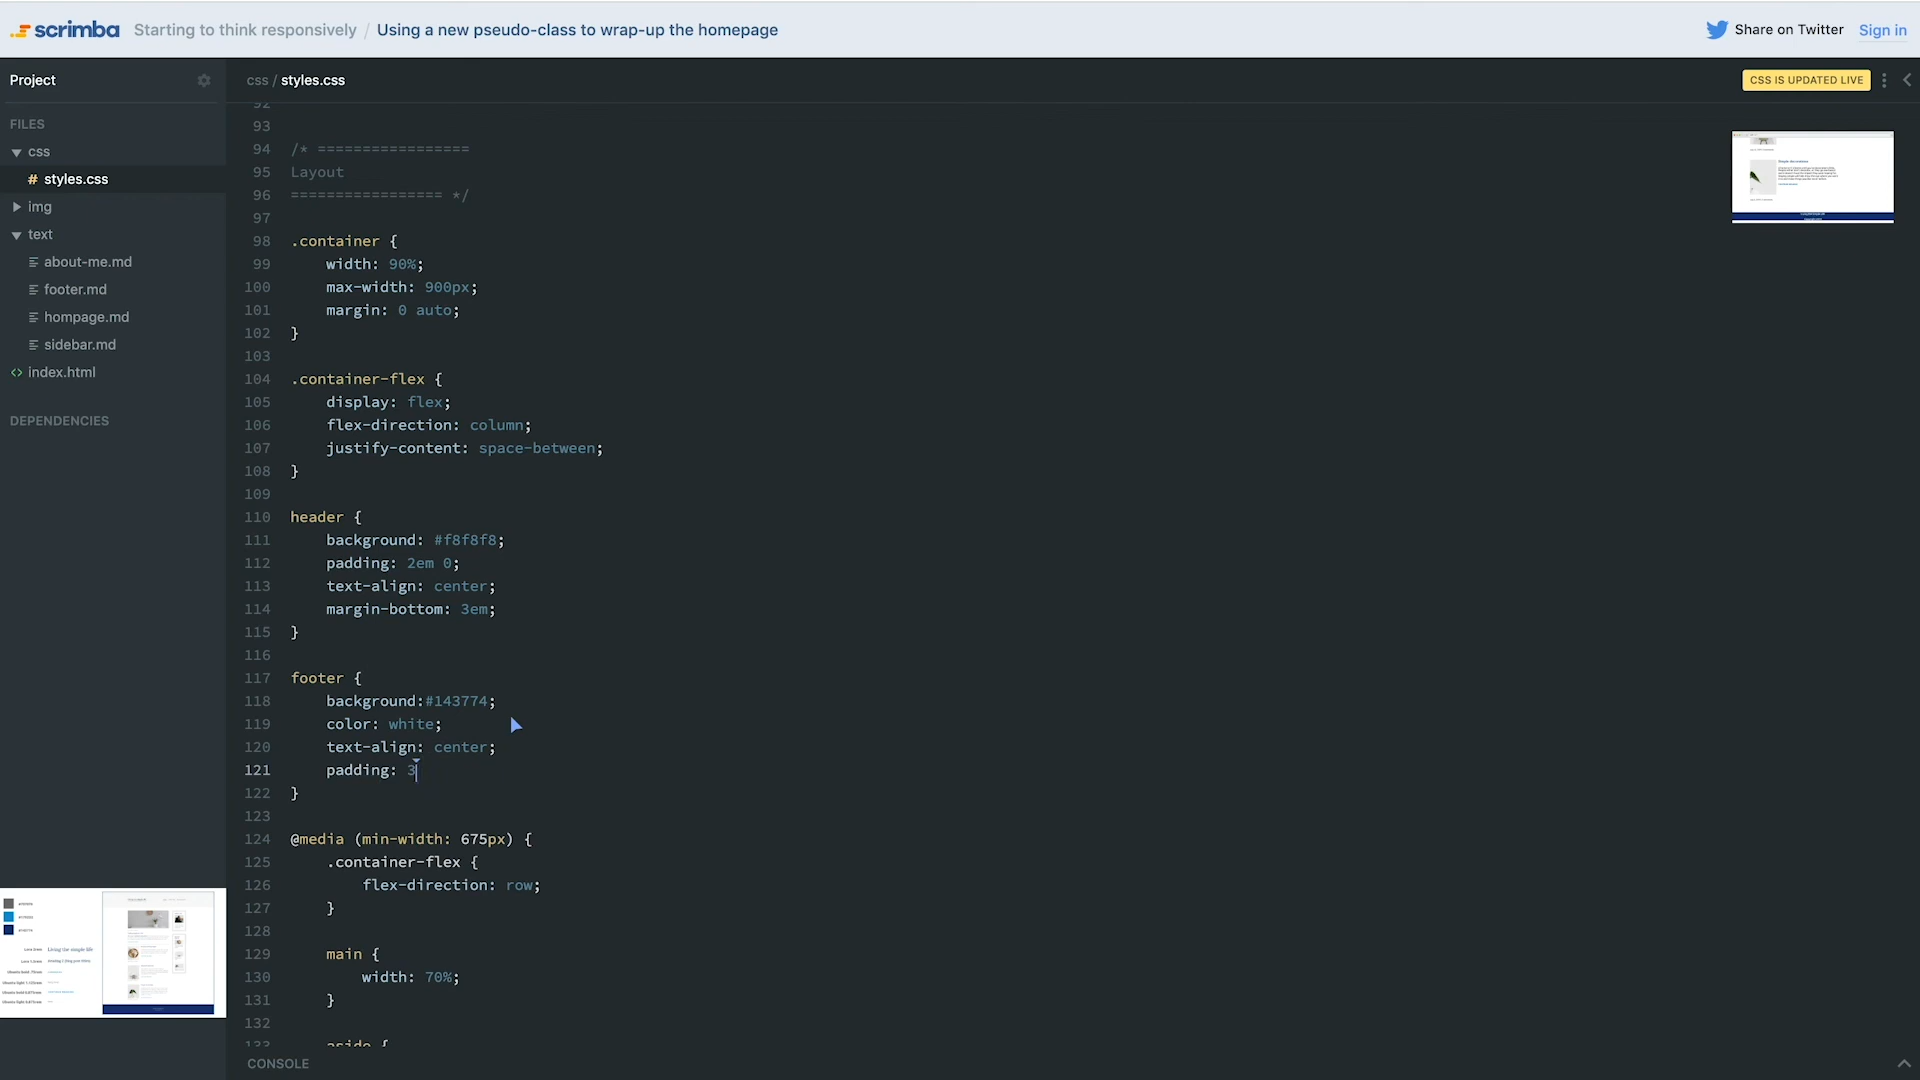 scrimba Starting to think responsively / Using a new pseudo-class to wrap-up the homepage Share on Twitter Sign in
Project css / styles.css CSS IS UPDATED LIVE
FILES
css
# styles.css
img
text
about-me.md
footer.md
hompage.md
sidebar.md
<> index.html
DEPENDENCIES
92
93
94 /* =================
95 Layout
96 ================= */
97
98 .container {
99 width: 90%;
100 max-width: 900px;
101 margin: 0 auto;
102 }
103
104 .container-flex {
105 display: flex;
106 flex-direction: column;
107 justify-content: space-between;
108 }
109
110 header {
111 background: #f8f8f8;
112 padding: 2em 0;
113 text-align: center;
114 margin-bottom: 3em;
115 }
116
117 footer {
118 background:#143774;
119 color: white;
120 text-align: center;
121 padding: 3
122 }
123
124 @media (min-width: 675px) {
125 .container-flex {
126 flex-direction: row;
127 }
128
129 main {
130 width: 70%;
131 }
132
133 aside {
Living the simple life
CONSOLE